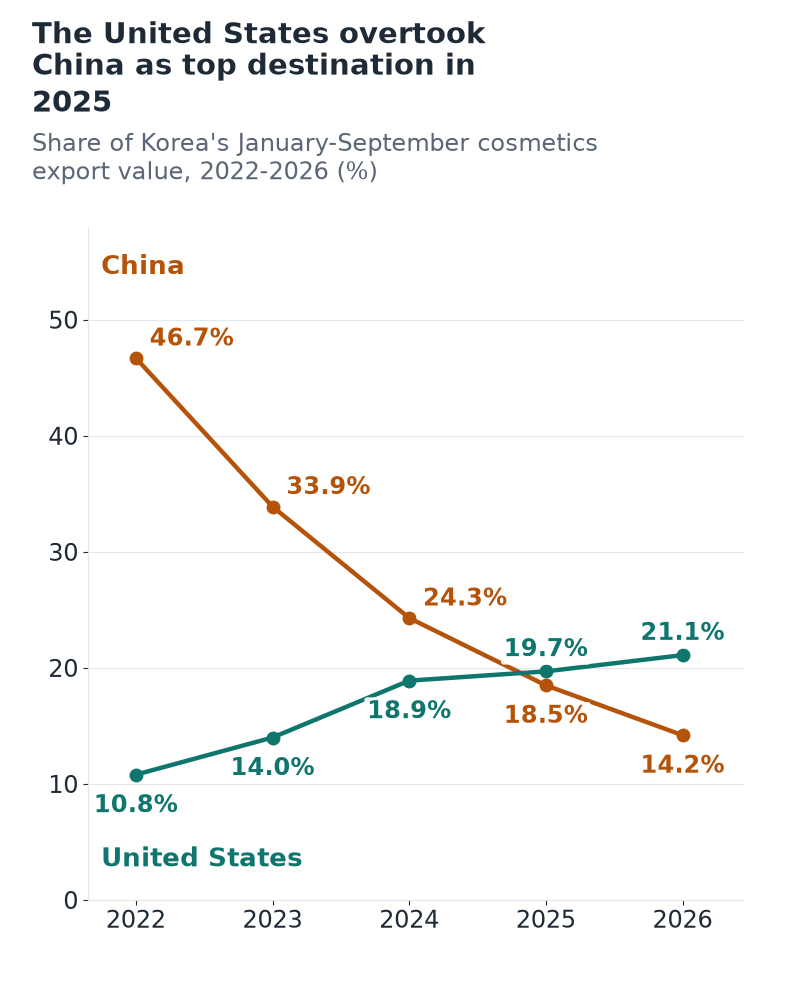 The United States overtook
China as top destination in
2025
Share of Korea's January-September cosmetics
export value, 2022-2026 (%)
China
50
46.7%
40
33.9%
30
24.3%
21.1%
19.7%
20
18.9%
18.5%
14.0%
14.2%
10
10.8%
United States
0
2022 2023 2024 2025 2026